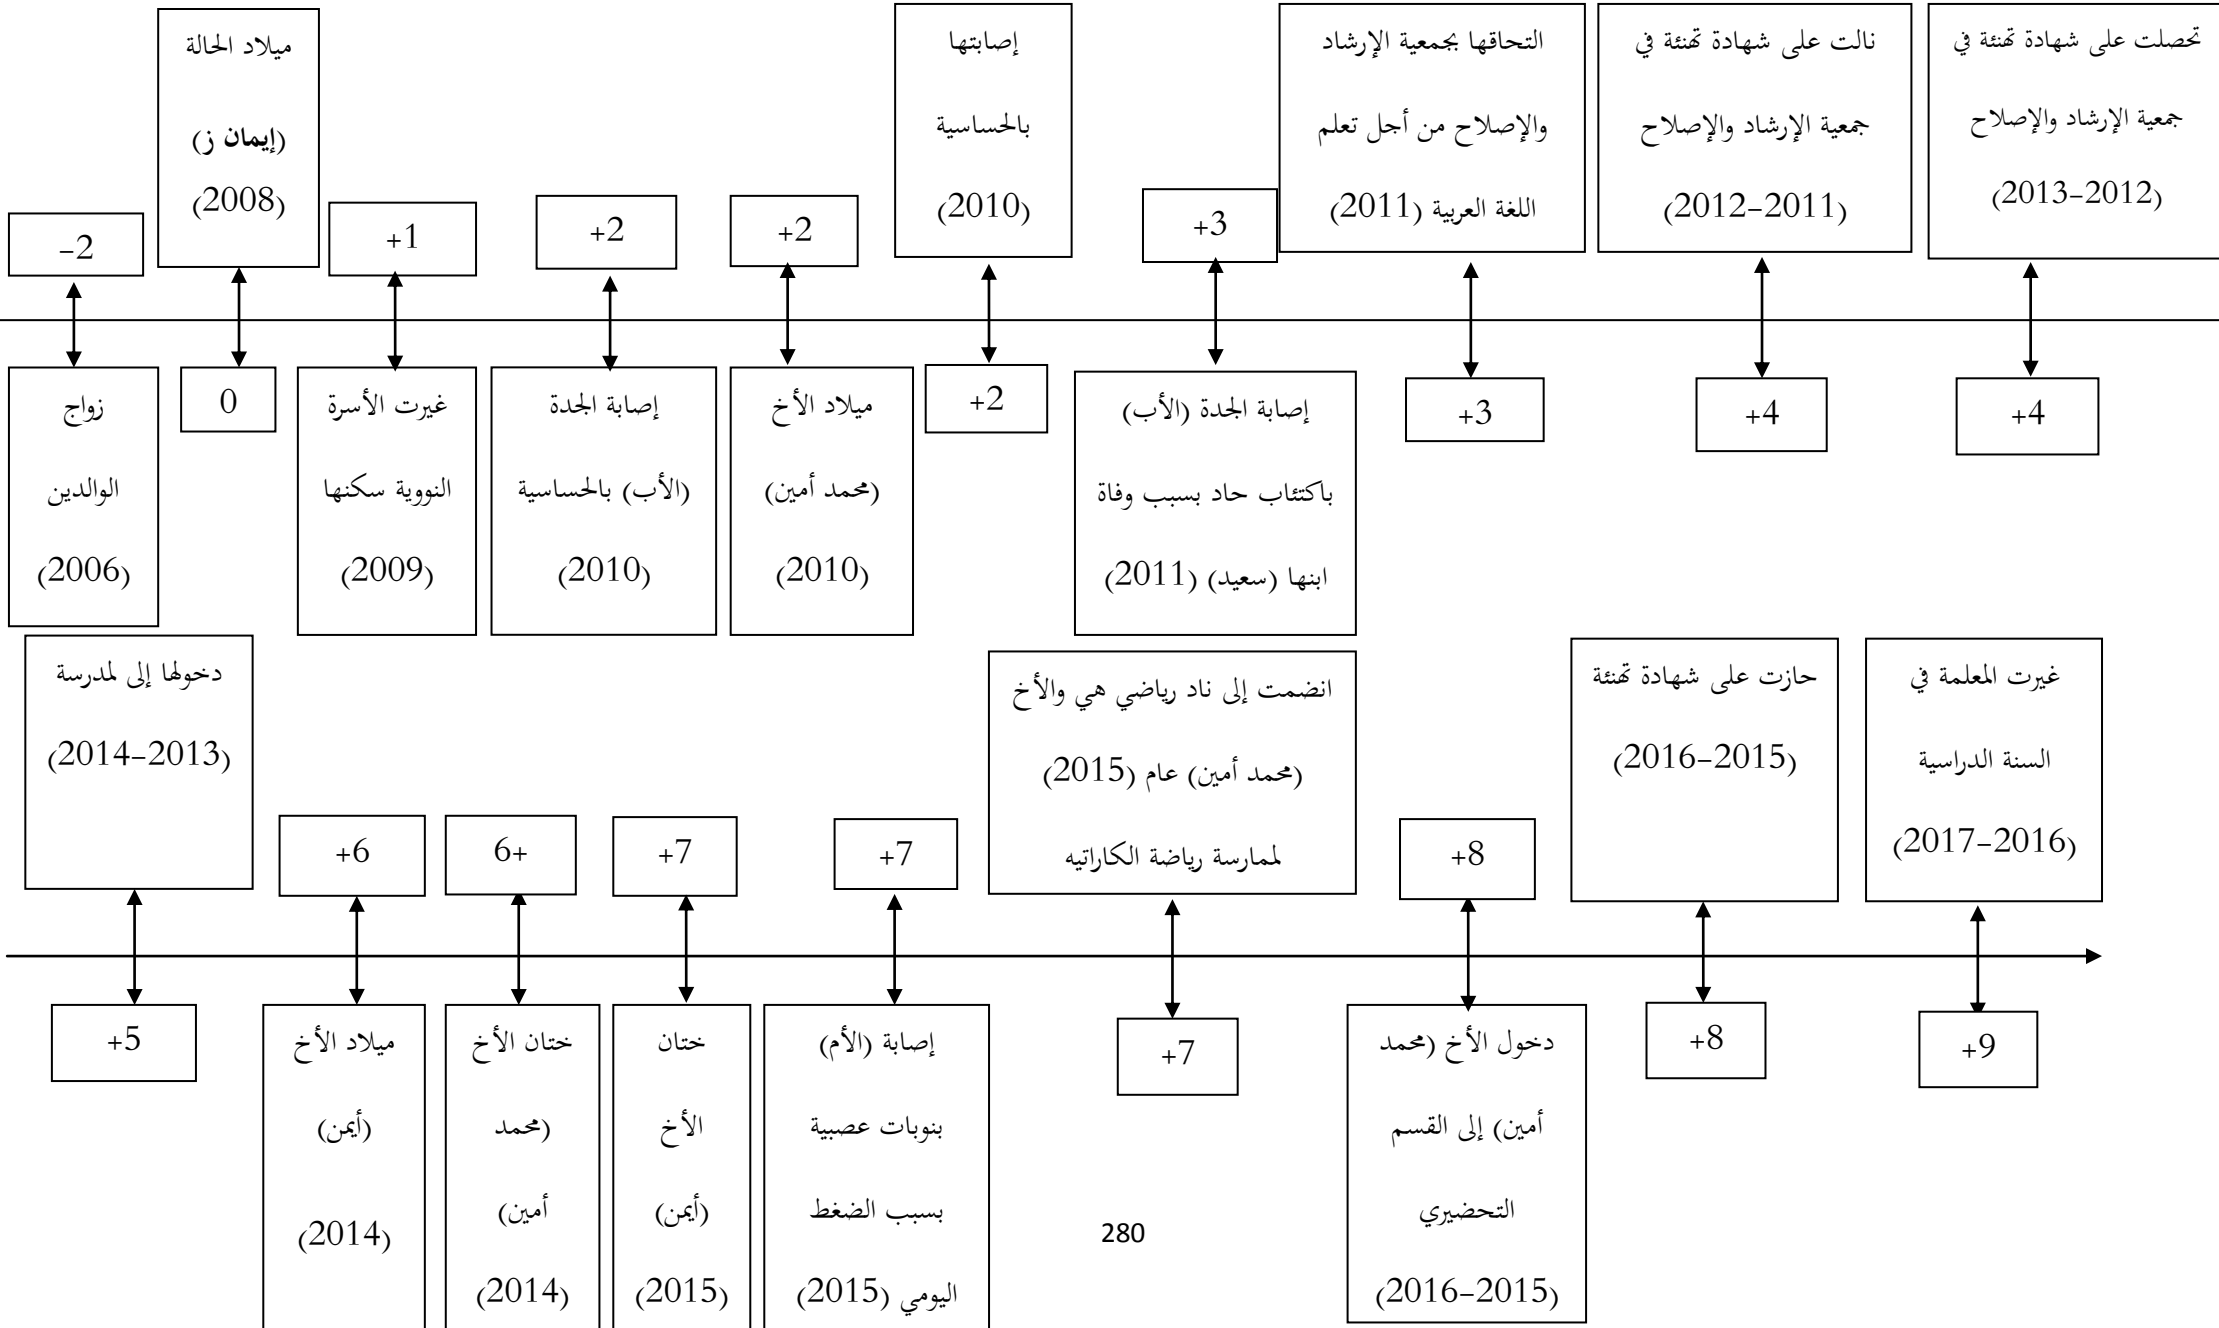 -2
زواج
الوالدين
(2006)
ميلاد الحالة
(إيمان ز)
(2008)
0
+1
غيرت الأسرة
النووية سكنها
(2009)
+2
إصابة الجدة
(الأب) بالحساسية
(2010)
+2
ميلاد الأخ
(محمد أمين)
(2010)
إصابتها
بالحساسية
(2010)
+2
+3
إصابة الجدة (الأب)
باكتئاب حاد بسبب وفاة
ابنها (سعيد) (2011)
التحاقها بجمعية الإرشاد
والإصلاح من أجل تعلم
اللغة العربية (2011)
+3
نالت على شهادة تهنئة في
جمعية الإرشاد والإصلاح
(2011-2012)
+4
تحصلت على شهادة تهنئة في
جمعية الإرشاد والإصلاح
(2012-2013)
+4
دخولها إلى لمدرسة
(2013-2014)
+5
+6
ميلاد الأخ
(أيمن)
(2014)
6+
ختان الأخ
(محمد
أمين)
(2014)
+7
ختان
الأخ
(أيمن)
(2015)
+7
إصابة (الأم)
بنوبات عصبية
بسبب الضغط
اليومي (2015)
انضمت إلى ناد رياضي هي والأخ
(محمد أمين) عام (2015)
لممارسة رياضة الكاراتيه
+7
+8
دخول الأخ (محمد
أمين) إلى القسم
التحضيري
(2015-2016)
حازت على شهادة تهنئة
(2015-2016)
+8
غيرت المعلمة في
السنة الدراسية
(2016-2017)
+9
280